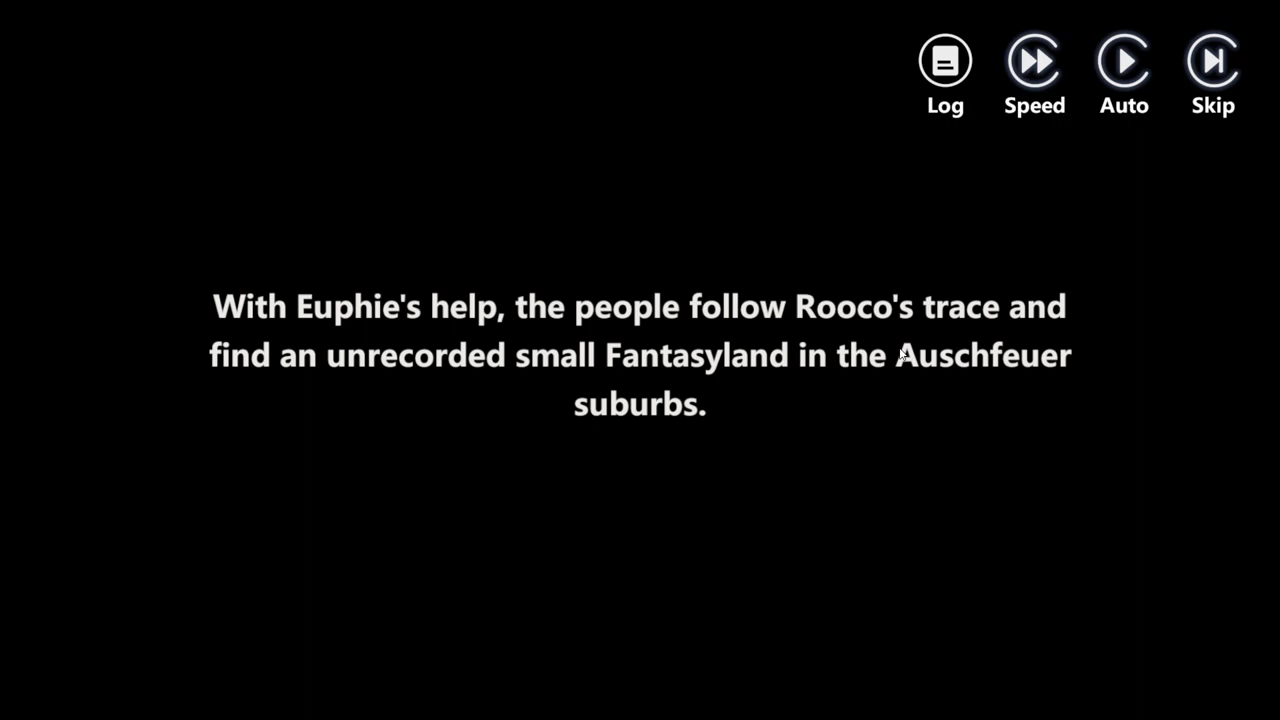 Log
Speed
Auto
Skip
With Euphie's help, the people follow Rooco's trace and
find an unrecorded small Fantasyland in the Auschfeuer
suburbs.